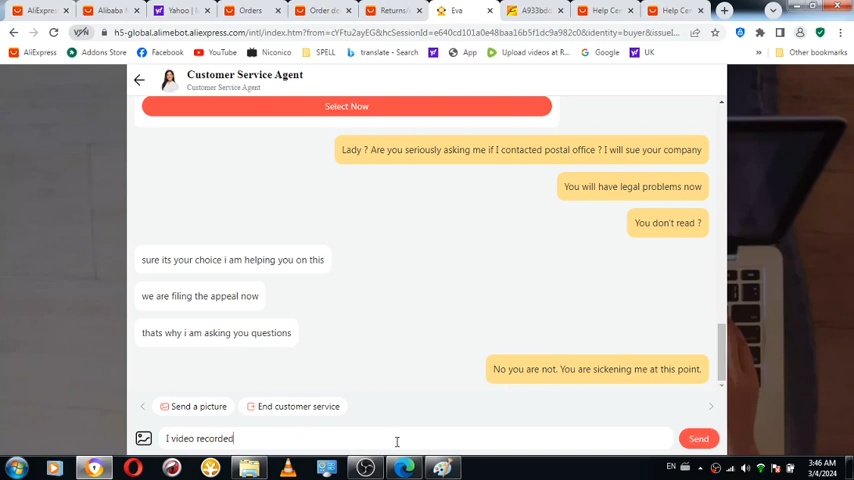 AliExpress
Alibaba
Yahoo |
Orders
Order de
Returns/
Eva
A933bdc
Help Cer
Help Cen
h5-global.alimebot.aliexpress.com/intl/index.htm?from=cYFtu2ayEG&hcSessionId=e640cd101a0e48baa16b5f1dc9a982c0&identity=buyer&issueI...
AliExpress
Addons Store
Facebook
YouTube
Niconico
SPELL
translate - Search
App
Upload videos at R...
Google
UK
Other bookmarks
Customer Service Agent
Customer Service Agent
Select Now
Lady ? Are you seriously asking me if I contacted postal office ? I will sue your company
You will have legal problems now
You don't read ?
sure its your choice i am helping you on this
we are filing the appeal now
thats why i am asking you questions
No you are not. You are sickening me at this point.
Send a picture
End customer service
I video recorded
Send
EN
3:46 AM
3/4/2024